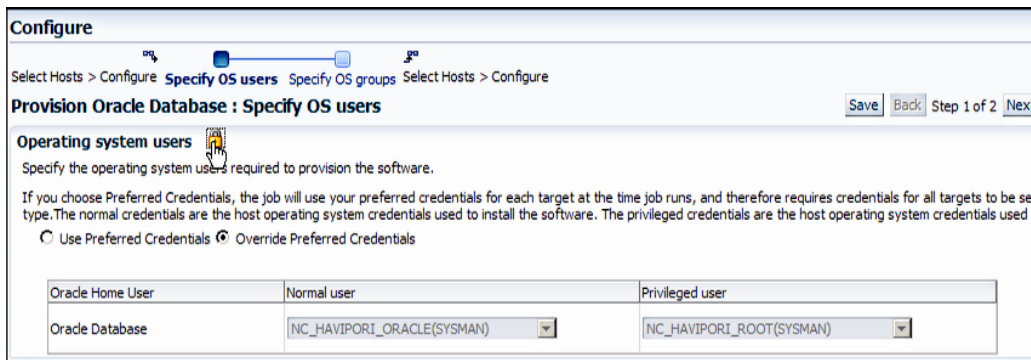 Configure
Select Hosts > Configure Specify OS users Specify OS groups Select Hosts > Configure
Provision Oracle Database : Specify OS users
Save Back Step 1 of 2 Next
Operating system users
Specify the operating system users required to provision the software.
If you choose Preferred Credentials, the job will use your preferred credentials for each target at the time job runs, and therefore requires credentials for all targets to be se
type.The normal credentials are the host operating system credentials used to install the software. The privileged credentials are the host operating system credentials used
Use Preferred Credentials Override Preferred Credentials
Oracle Home User Normal user Privileged user
Oracle Database NC_HAVIPORI_ORACLE(SYSMAN) NC_HAVIPORI_ROOT(SYSMAN)